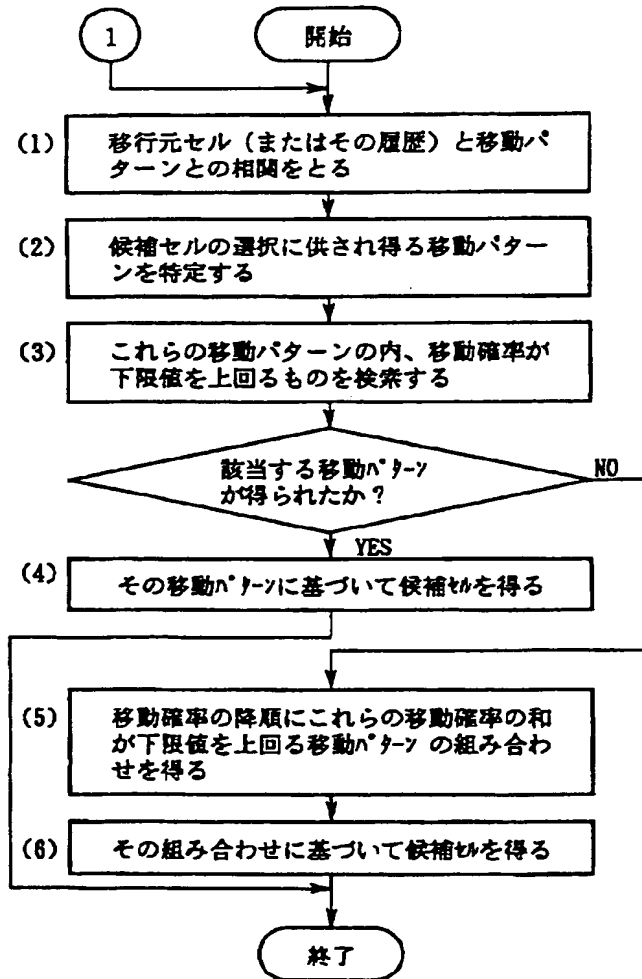 1
開始
(1)
移行元セル（またはその履歴）と移動パ
ターンとの相関をとる
(2)
候補セルの選択に供され得る移動パター
ンを特定する
(3)
これらの移動パターンの内、移動確率が
下限値を上回るものを検索する
該当する移動ﾊﾟﾀｰﾝ
が得られたか？
NO
YES
(4)
その移動ﾊﾟﾀｰﾝに基づいて候補ｾﾙを得る
(5)
移動確率の降順にこれらの移動確率の和
が下限値を上回る移動ﾊﾟﾀｰﾝ の組み合わ
せを得る
(6)
その組み合わせに基づいて候補ｾﾙを得る
終了